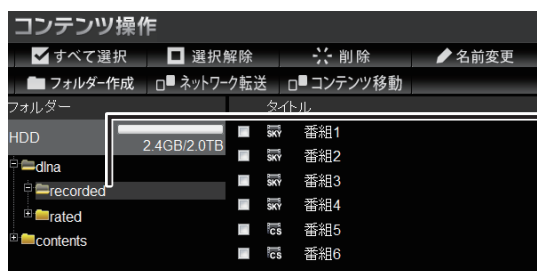 コンテンツ操作
すべて選択 選択解除 削除 名前変更
フォルダー作成 ネットワーク転送 コンテンツ移動
フォルダー タイトル
HDD 2.4GB/2.0TB
dlna
recorded
rated
contents
SKY 番組1
SKY 番組2
SKY 番組3
SKY 番組4
CS 番組5
CS 番組6